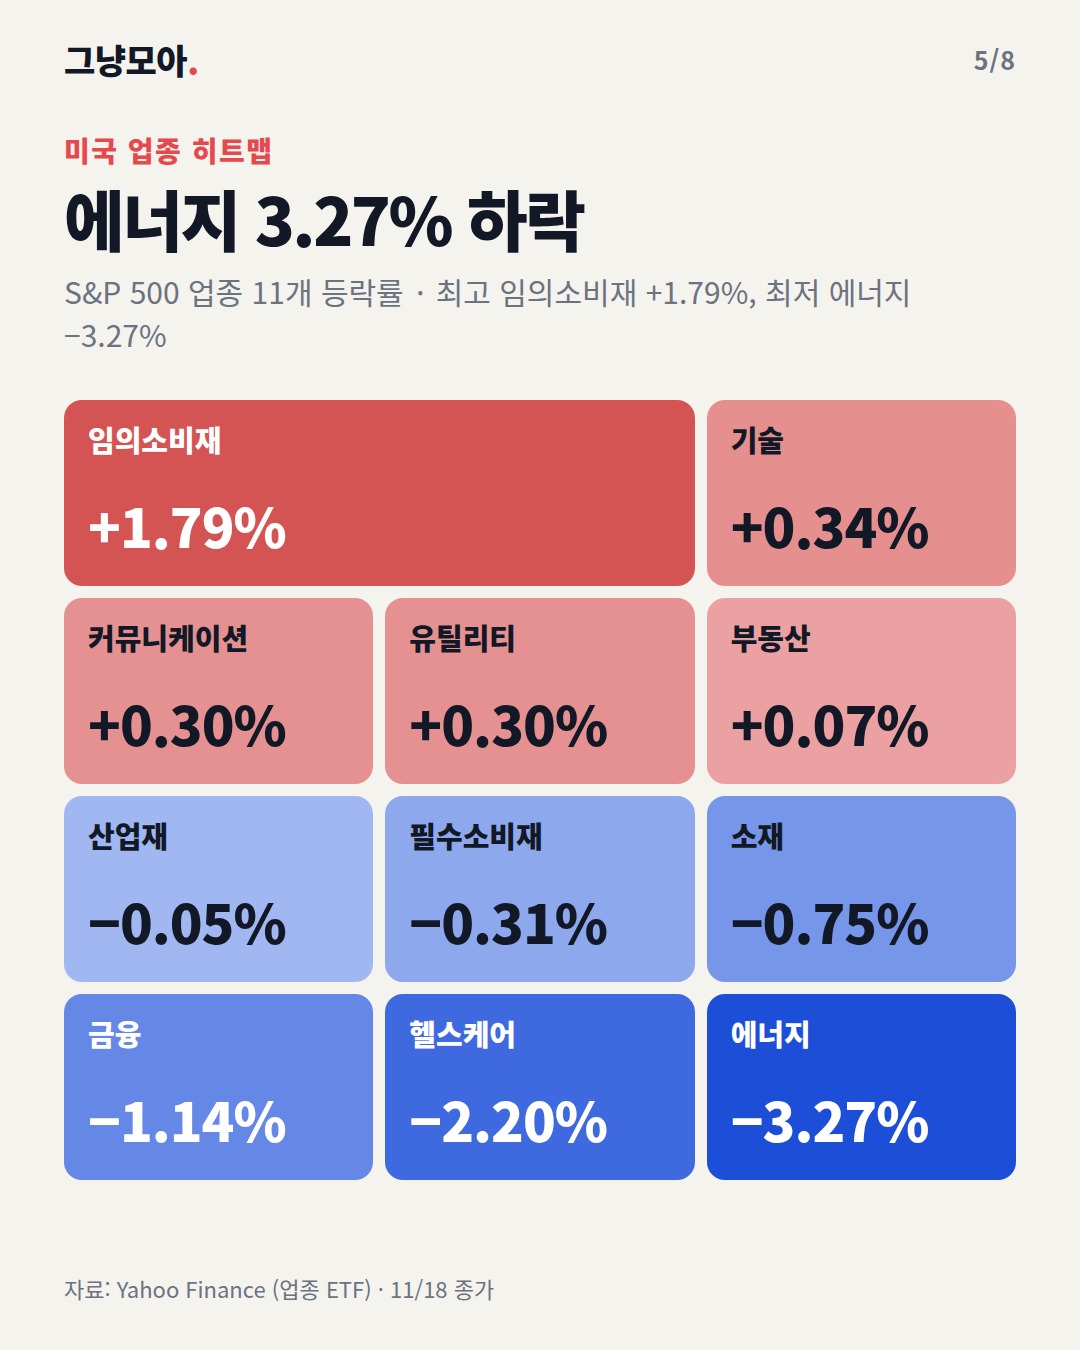 그냥모아.
5/8
미국 업종 히트맵
에너지 3.27% 하락
S&P 500 업종 11개 등락률 · 최고 임의소비재 +1.79%, 최저 에너지
−3.27%
임의소비재
+1.79%
기술
+0.34%
커뮤니케이션
+0.30%
유틸리티
+0.30%
부동산
+0.07%
산업재
−0.05%
필수소비재
−0.31%
소재
−0.75%
금융
−1.14%
헬스케어
−2.20%
에너지
−3.27%
자료: Yahoo Finance (업종 ETF) · 11/18 종가